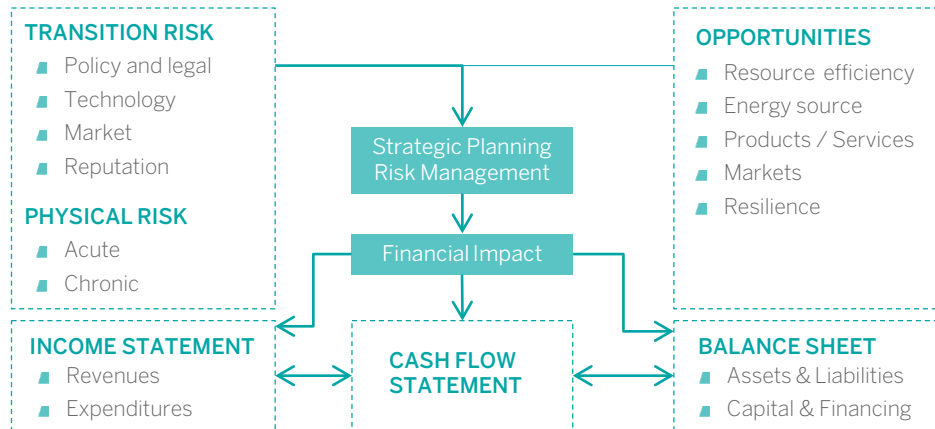 TRANSITION RISK
Policy and legal
Technology
Market
Reputation
PHYSICAL RISK
Acute
Chronic
OPPORTUNITIES
Resource efficiency
Energy source
Products / Services
Markets
Resilience
Strategic Planning
Risk Management
Financial Impact
INCOME STATEMENT
Revenues
Expenditures
CASH FLOW
STATEMENT
BALANCE SHEET
Assets & Liabilities
Capital & Financing